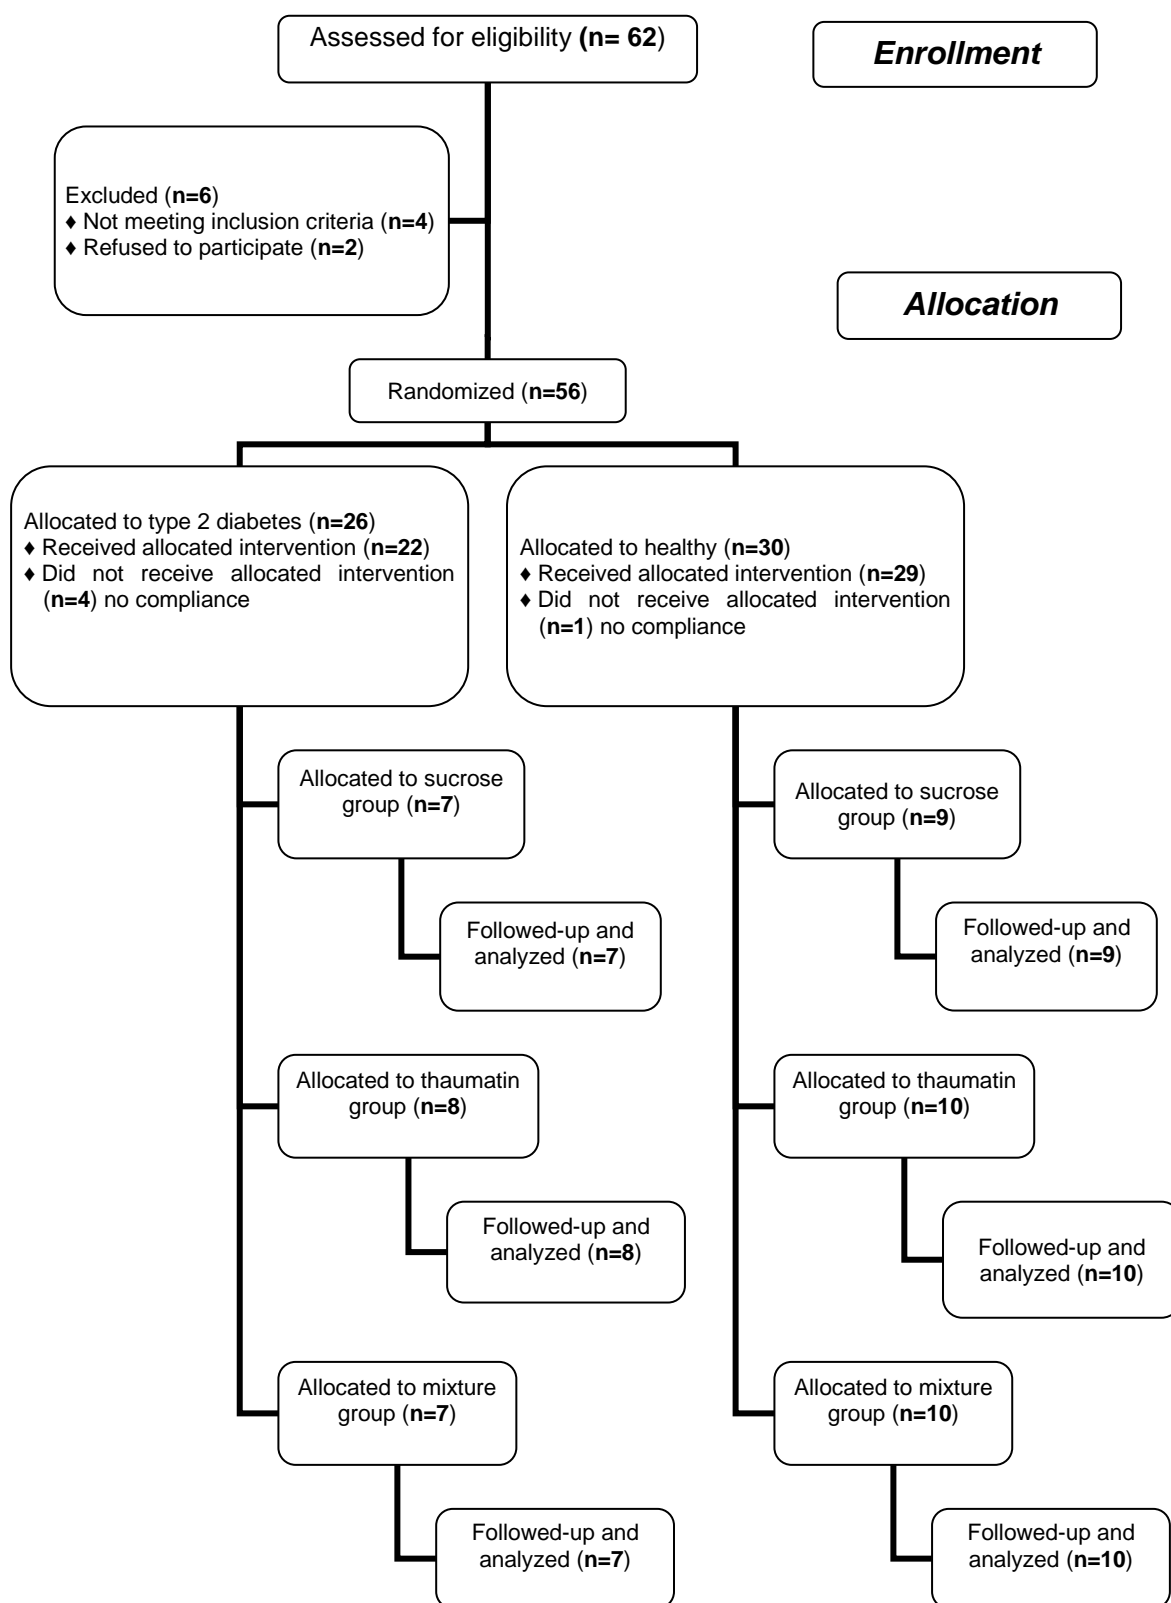 Assessed for eligibility (n= 62)
Enrollment
Excluded (n=6)
♦ Not meeting inclusion criteria (n=4)
♦ Refused to participate (n=2)
Allocation
Randomized (n=56)
Allocated to type 2 diabetes (n=26)
♦ Received allocated intervention (n=22)
♦ Did not receive allocated intervention
(n=4) no compliance
Allocated to healthy (n=30)
♦ Received allocated intervention (n=29)
♦ Did not receive allocated intervention
(n=1) no compliance
Allocated to sucrose
group (n=7)
Allocated to sucrose
group (n=9)
Followed-up and
analyzed (n=7)
Followed-up and
analyzed (n=9)
Allocated to thaumatin
group (n=8)
Allocated to thaumatin
group (n=10)
Followed-up and
analyzed (n=8)
Followed-up and
analyzed (n=10)
Allocated to mixture
group (n=7)
Allocated to mixture
group (n=10)
Followed-up and
analyzed (n=7)
Followed-up and
analyzed (n=10)